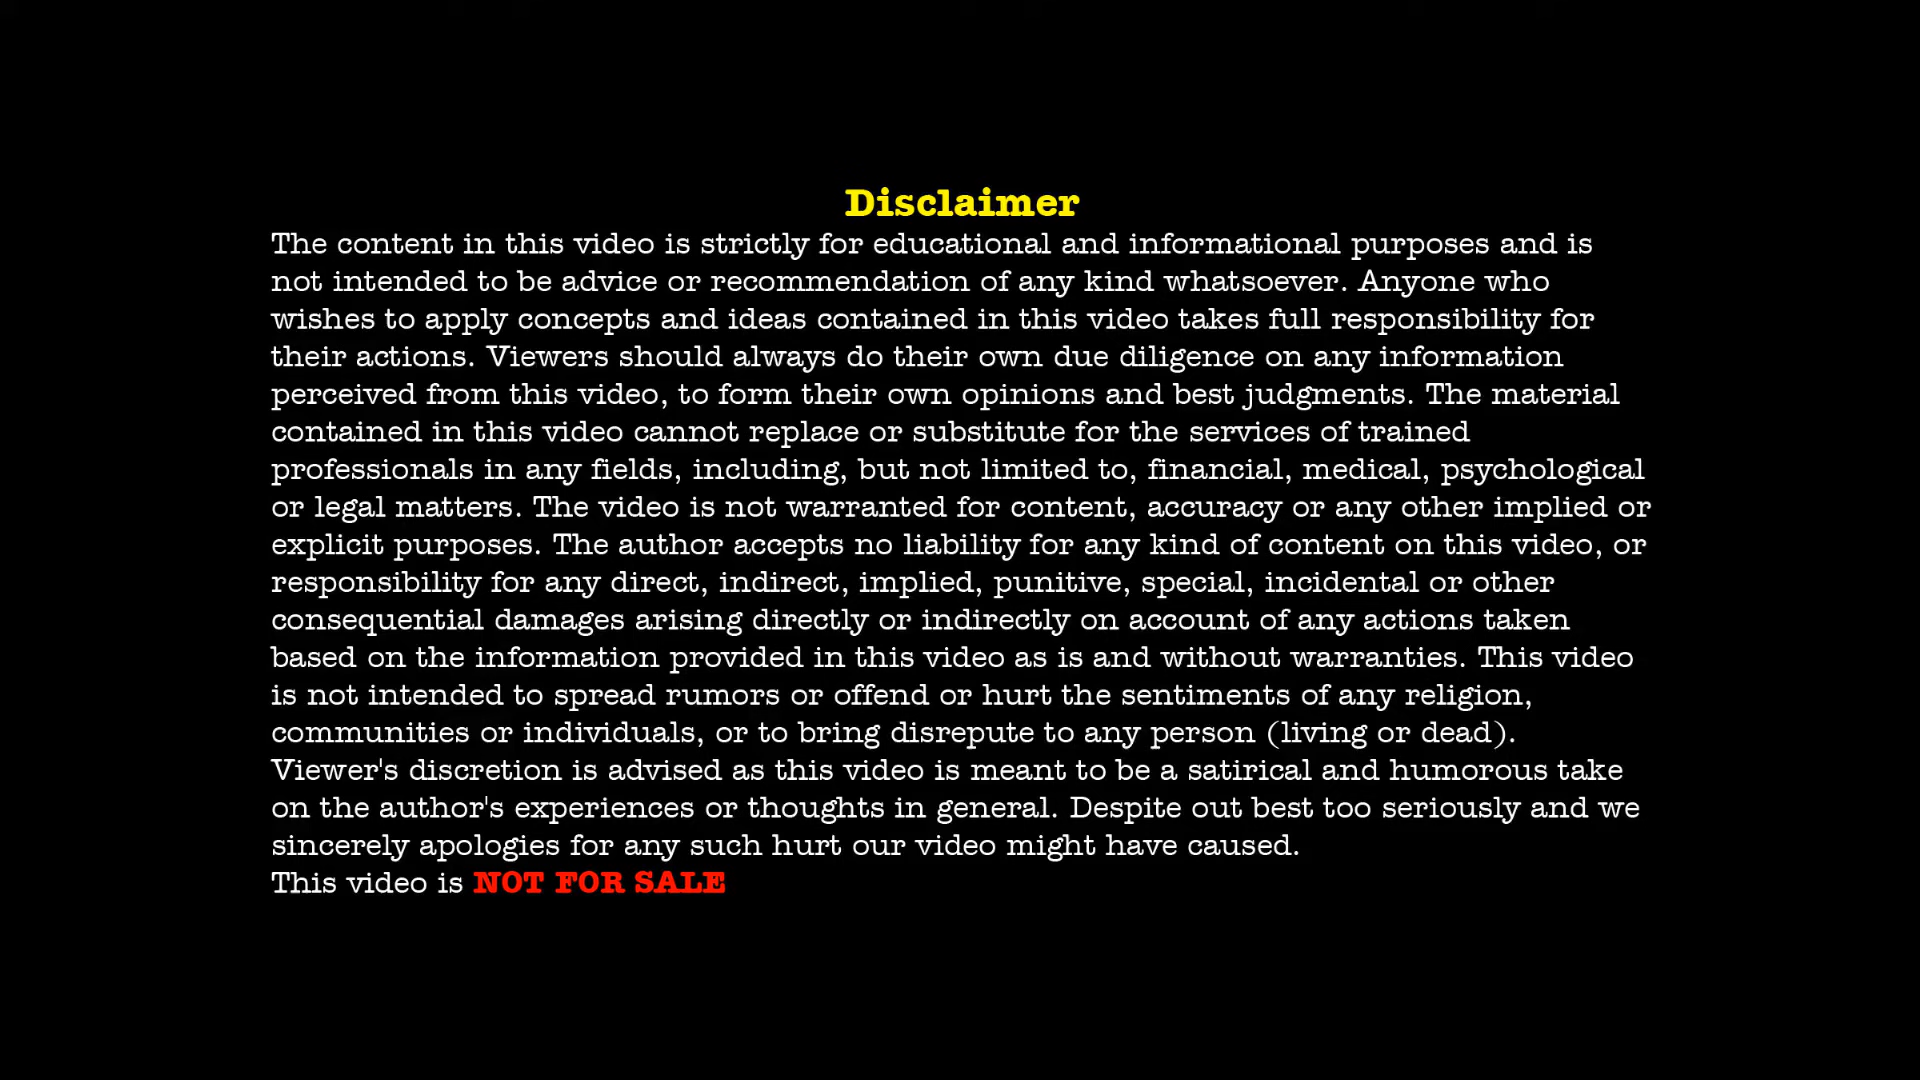 Disclaimer
The content in this video is strictly for educational and informational purposes and is
not intended to be advice or recommendation of any kind whatsoever. Anyone who
wishes to apply concepts and ideas contained in this video takes full responsibility for
their actions. Viewers should always do their own due diligence on any information
perceived from this video, to form their own opinions and best judgments. The material
contained in this video cannot replace or substitute for the services of trained
professionals in any fields, including, but not limited to, financial, medical, psychological
or legal matters. The video is not warranted for content, accuracy or any other implied or
explicit purposes. The author accepts no liability for any kind of content on this video, or
responsibility for any direct, indirect, implied, punitive, special, incidental or other
consequential damages arising directly or indirectly on account of any actions taken
based on the information provided in this video as is and without warranties. This video
is not intended to spread rumors or offend or hurt the sentiments of any religion,
communities or individuals, or to bring disrepute to any person (living or dead).
Viewer's discretion is advised as this video is meant to be a satirical and humorous take
on the author's experiences or thoughts in general. Despite out best too seriously and we
sincerely apologies for any such hurt our video might have caused.
This video is NOT FOR SALE